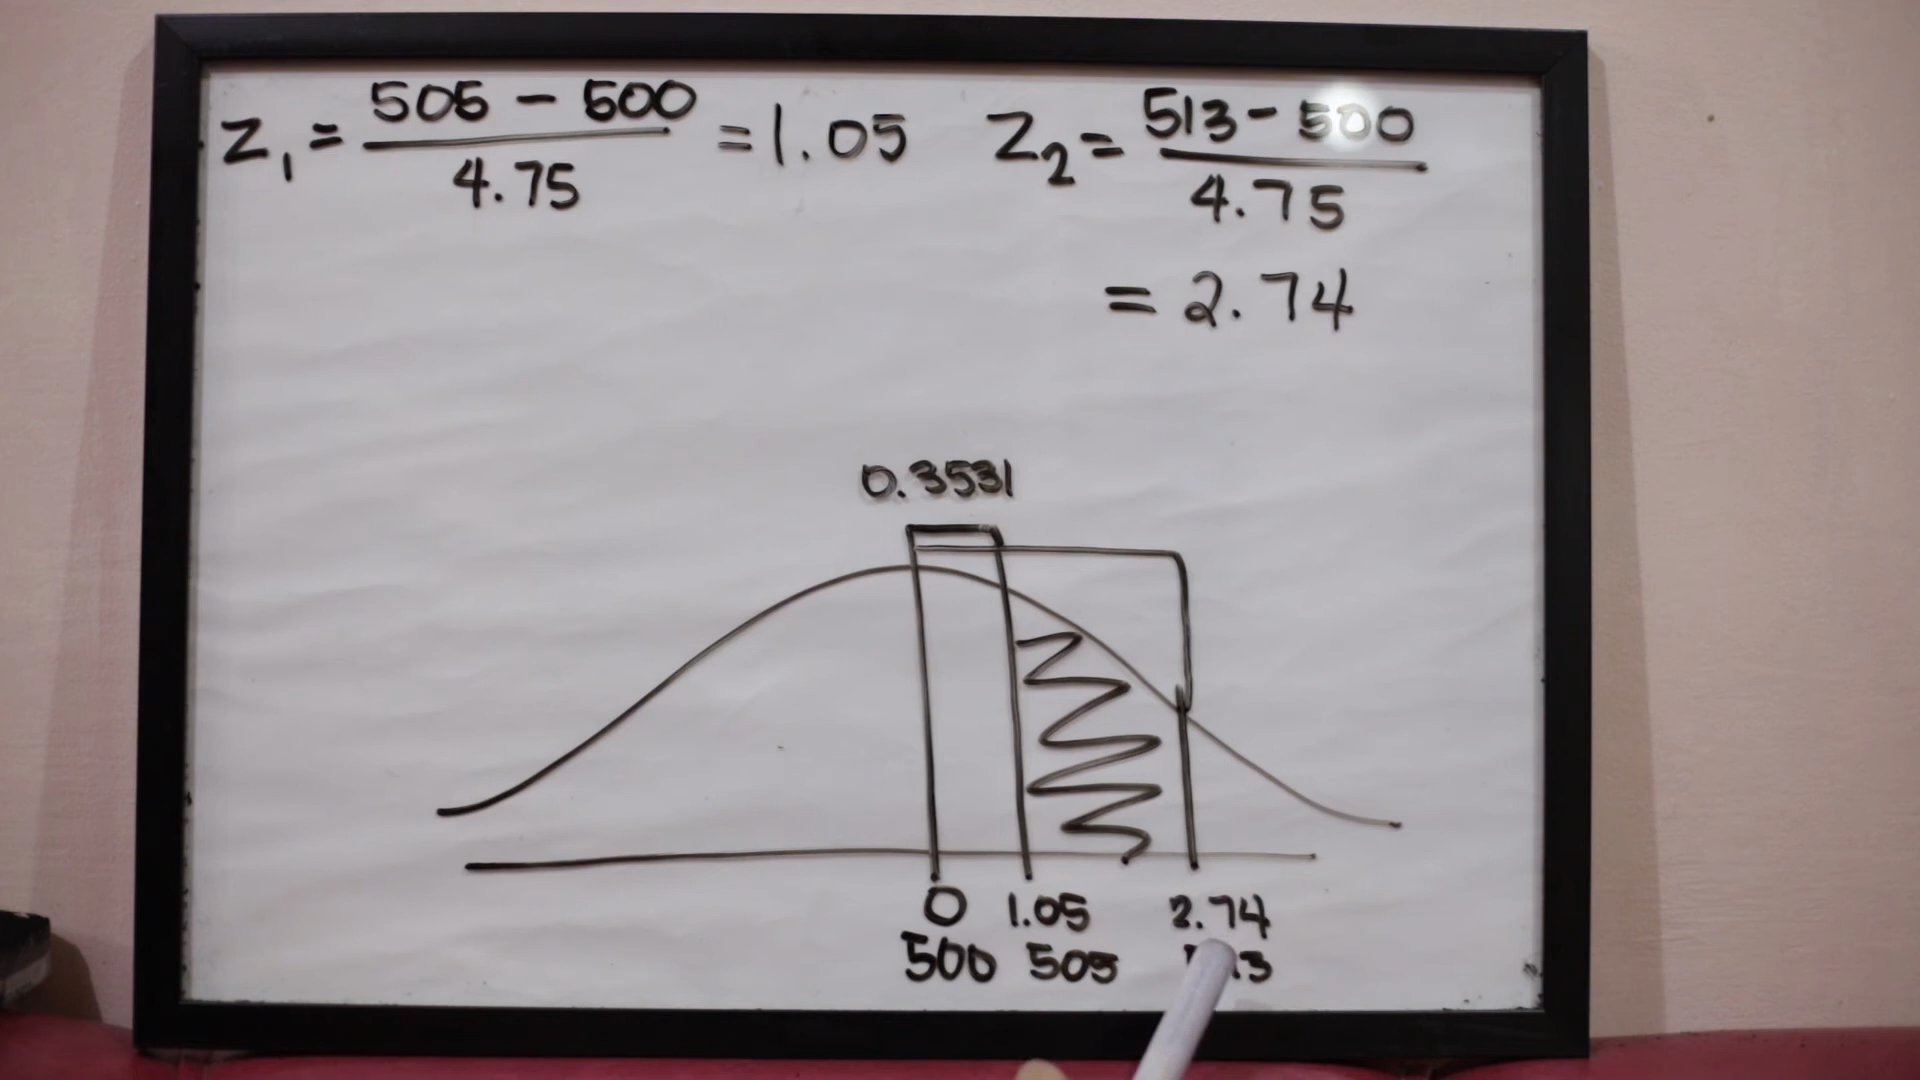 Z₁ = 505 - 500 / 4.75 = 1.05
Z₂ = 513 - 500 / 4.75
= 2.74
0.3531
0 1.05 2.74
500 505